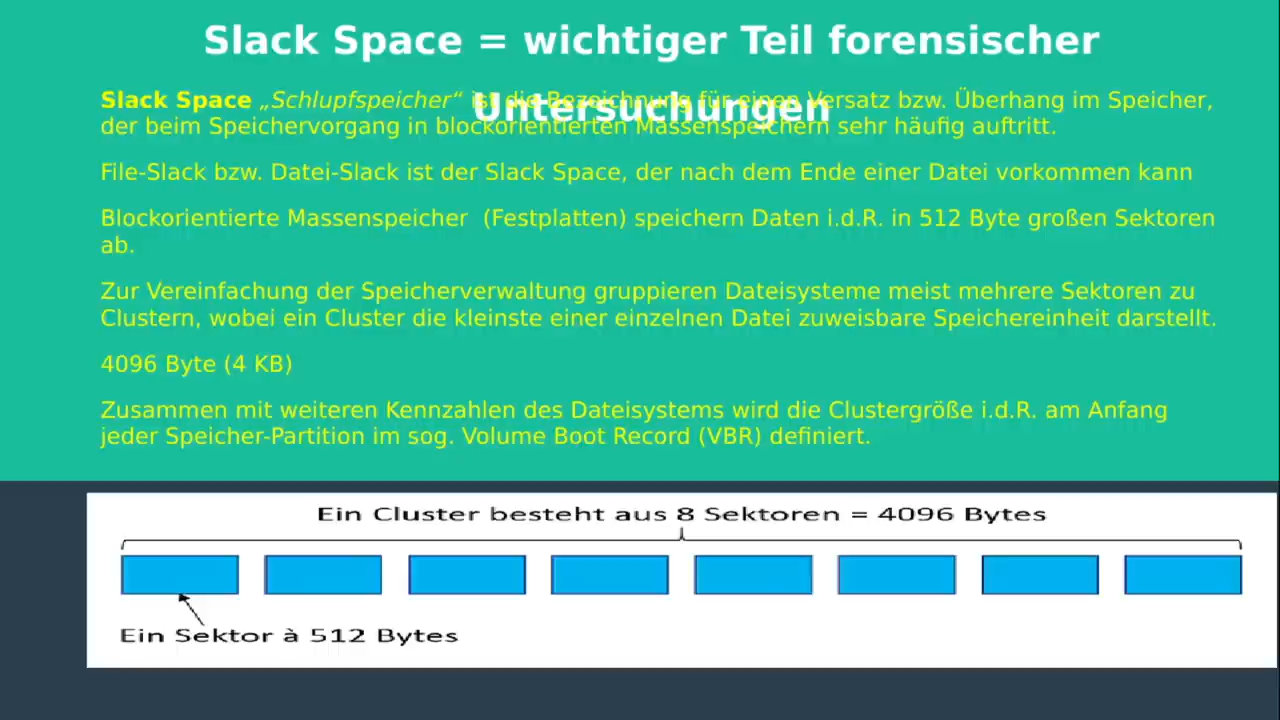 Slack Space = wichtiger Teil forensischer
Untersuchungen
Slack Space „Schlupfspeicher“ ist die Bezeichnung für einen Versatz bzw. Überhang im Speicher,
der beim Speichervorgang in blockorientierten Massenspeichern sehr häufig auftritt.
File-Slack bzw. Datei-Slack ist der Slack Space, der nach dem Ende einer Datei vorkommen kann
Blockorientierte Massenspeicher  (Festplatten) speichern Daten i.d.R. in 512 Byte großen Sektoren
ab.
Zur Vereinfachung der Speicherverwaltung gruppieren Dateisysteme meist mehrere Sektoren zu
Clustern, wobei ein Cluster die kleinste einer einzelnen Datei zuweisbare Speichereinheit darstellt.
4096 Byte (4 KB)
Zusammen mit weiteren Kennzahlen des Dateisystems wird die Clustergröße i.d.R. am Anfang
jeder Speicher-Partition im sog. Volume Boot Record (VBR) definiert.
Ein Cluster besteht aus 8 Sektoren = 4096 Bytes
Ein Sektor à 512 Bytes